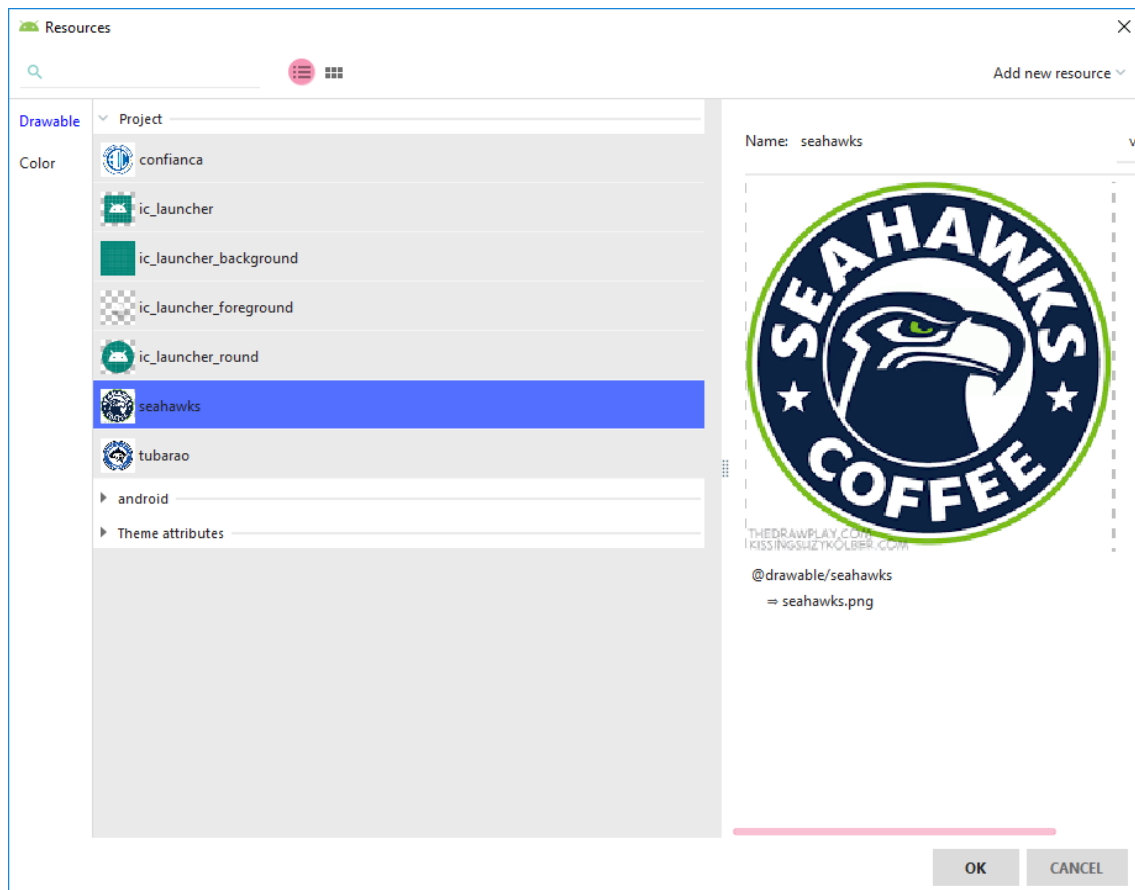 Resources
Add new resource
Drawable
Color
Project
confianca
ic_launcher
ic_launcher_background
ic_launcher_foreground
ic_launcher_round
seahawks
tubarao
android
Theme attributes
Name: seahawks
v
SEAHAWKS
COFFEE
THEDRAWPLAY.COM
KISSINGSUZYKOLBER.COM
@drawable/seahawks
⇒ seahawks.png
OK
CANCEL